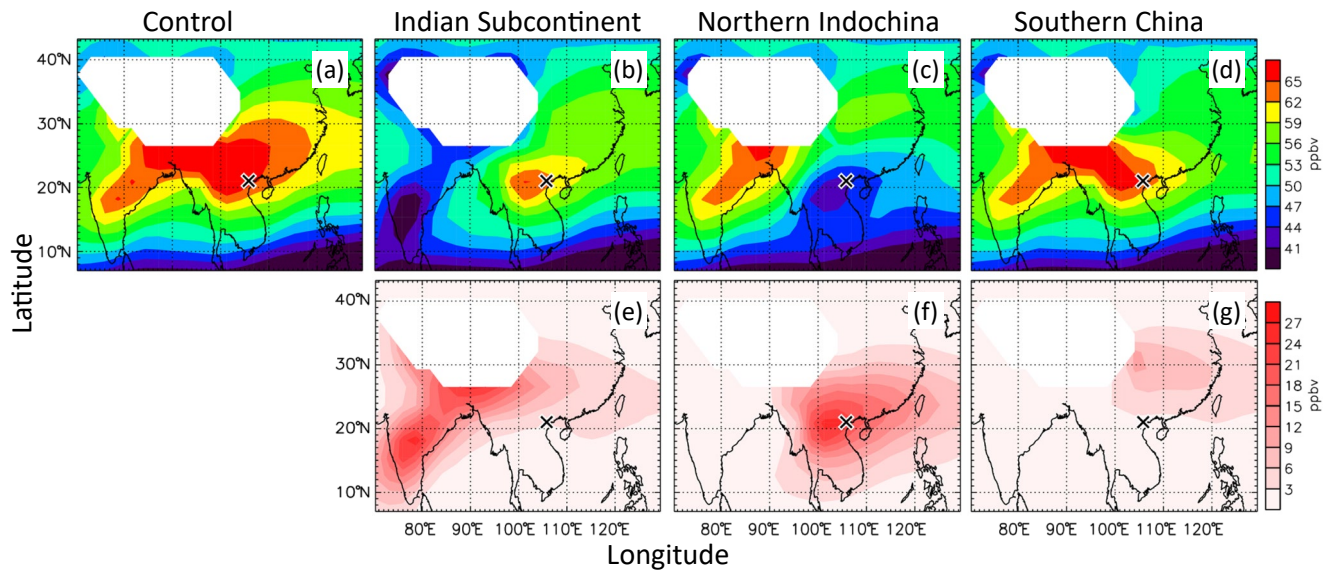 Control
Indian Subcontinent
Northern Indochina
Southern China
(a)
(b)
(c)
(d)
40°N
30°N
20°N
10°N
65
62
59
56
53
50
47
44
41
ppbv
Latitude
(e)
(f)
(g)
40°N
30°N
20°N
10°N
27
24
21
18
15
12
9
6
3
ppbv
80°E 90°E 100°E 110°E 120°E
80°E 90°E 100°E 110°E 120°E
80°E 90°E 100°E 110°E 120°E
Longitude